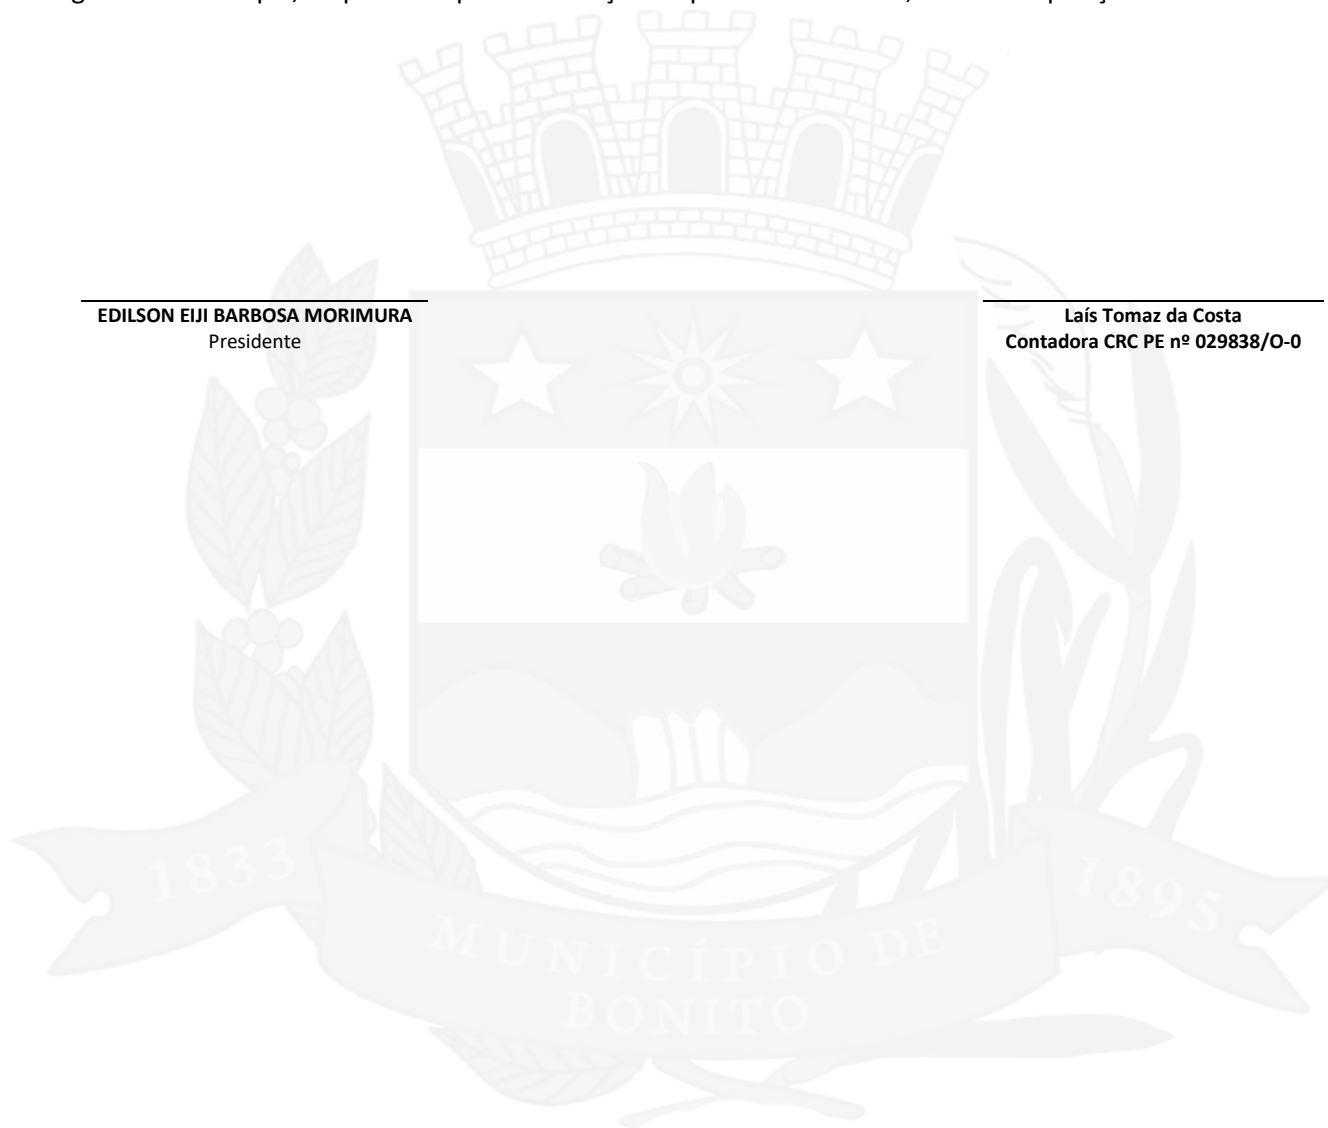 EDILSON EIJI BARBOSA MORIMURA
Presidente
Laís Tomaz da Costa
Contadora CRC PE nº 029838/O-0
1833
1895
MUNICÍPIO DE
BONITO